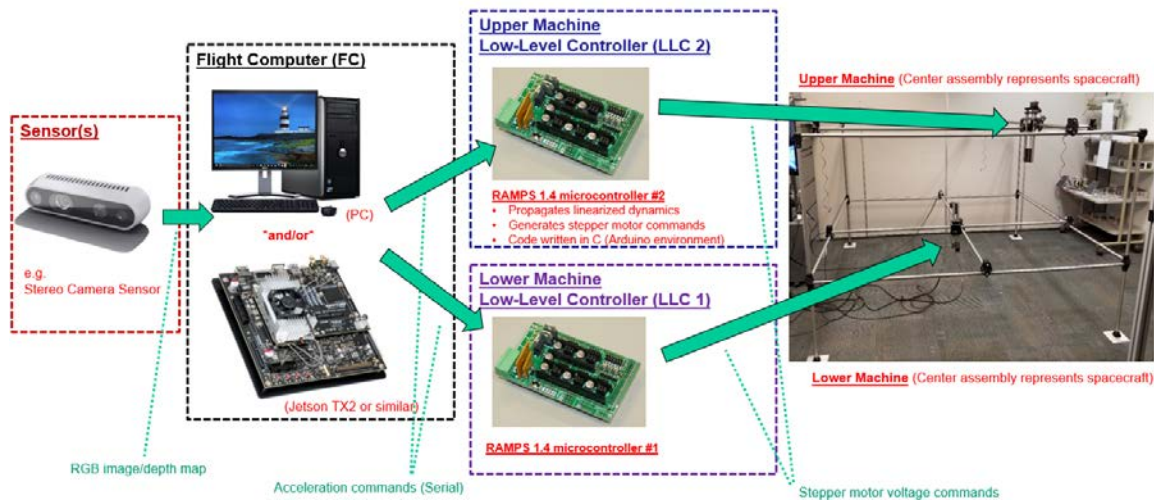 Sensor(s)
e.g.
Stereo Camera Sensor
Flight Computer (FC)
(PC)
*and/or*
(Jetson TX2 or similar)
Upper Machine
Low-Level Controller (LLC 2)
RAMPS 1.4 microcontroller #2
• Propagates linearized dynamics
• Generates stepper motor commands
• Code written in C (Arduino environment)
Lower Machine
Low-Level Controller (LLC 1)
RAMPS 1.4 microcontroller #1
Upper Machine (Center assembly represents spacecraft)
Lower Machine (Center assembly represents spacecraft)
RGB image/depth map
Acceleration commands (Serial)
Stepper motor voltage commands